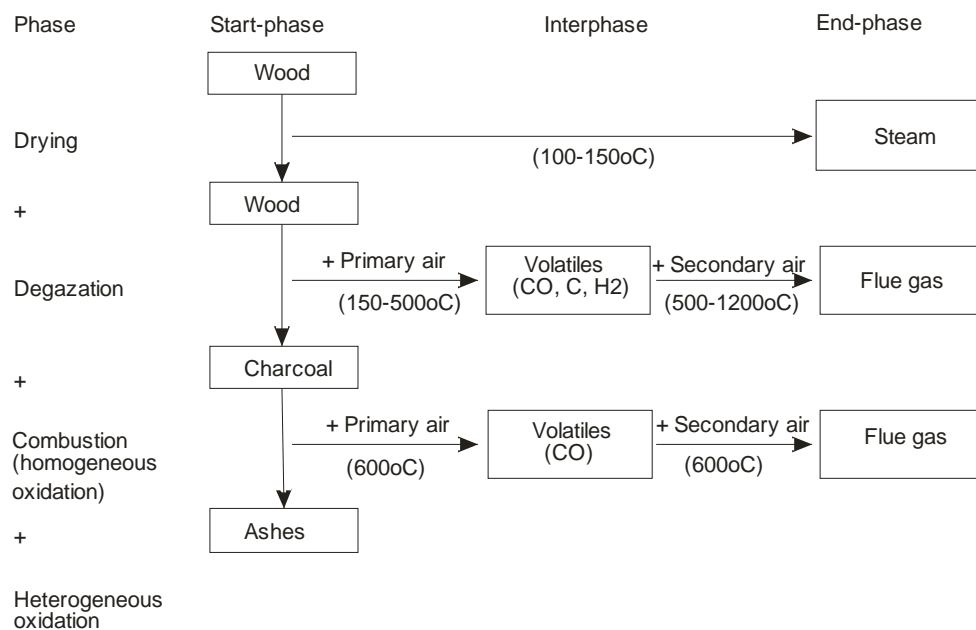 Phase Start-phase Interphase End-phase
Wood
Drying
(100-150oC)
Steam
+
Wood
Degazation
+ Primary air
(150-500oC)
Volatiles
(CO, C, H2)
+ Secondary air
(500-1200oC)
Flue gas
+
Charcoal
Combustion
(homogeneous
oxidation)
+ Primary air
(600oC)
Volatiles
(CO)
+ Secondary air
(600oC)
Flue gas
+
Ashes
Heterogeneous
oxidation